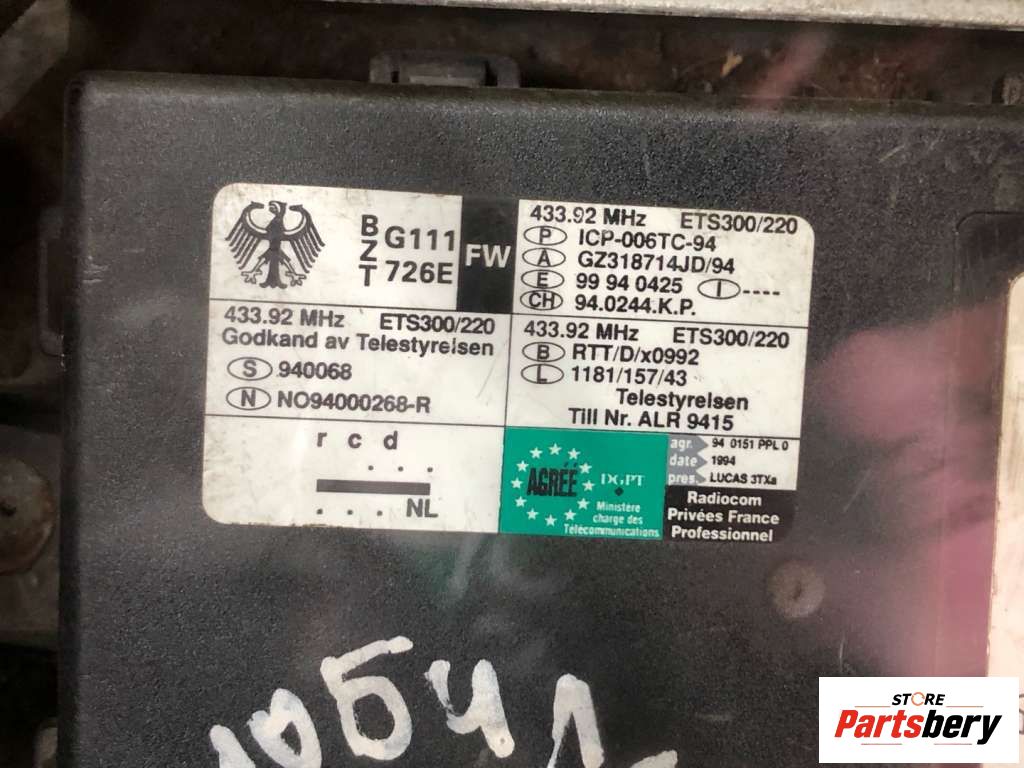 BZT G111 726E FW
433.92 MHz ETS300/220
P ICP-006TC-94
A GZ318714JD/94
E 99 94 0425 I ----
CH 94.0244.K.P.
433.92 MHz ETS300/220
Godkand av Telestyrelsen
S 940068
N NO94000268-R
433.92 MHz ETS300/220
B RTT/D/x0992
L 1181/157/43
Telestyrelsen
Till Nr. ALR 9415
r c d
. . .
. . . NL
AGRÉÉ DGPT
Ministère
chargé des
Télécommunications
agr. 94 0151 PPL 0
date 1994
pres. LUCAS 3TXa
Radiocom
Privées France
Professionnel
STORE
Partsbery